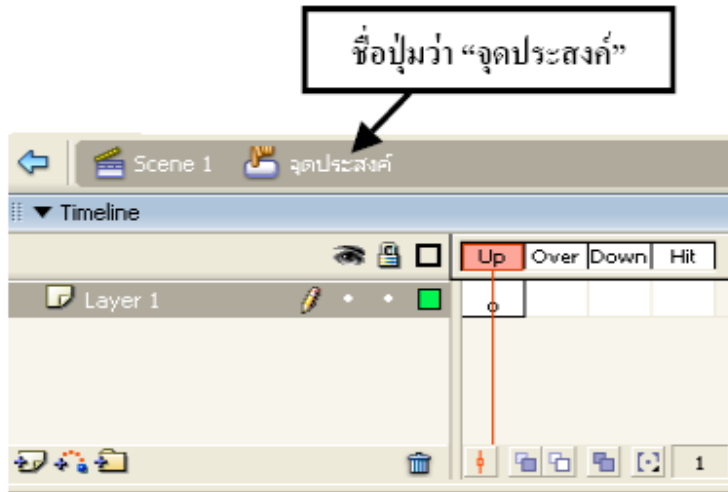 ชื่อปุ่มว่า “จุดประสงค์”
Scene 1 จุดประสงค์
Timeline
Up Over Down Hit
Layer 1
1